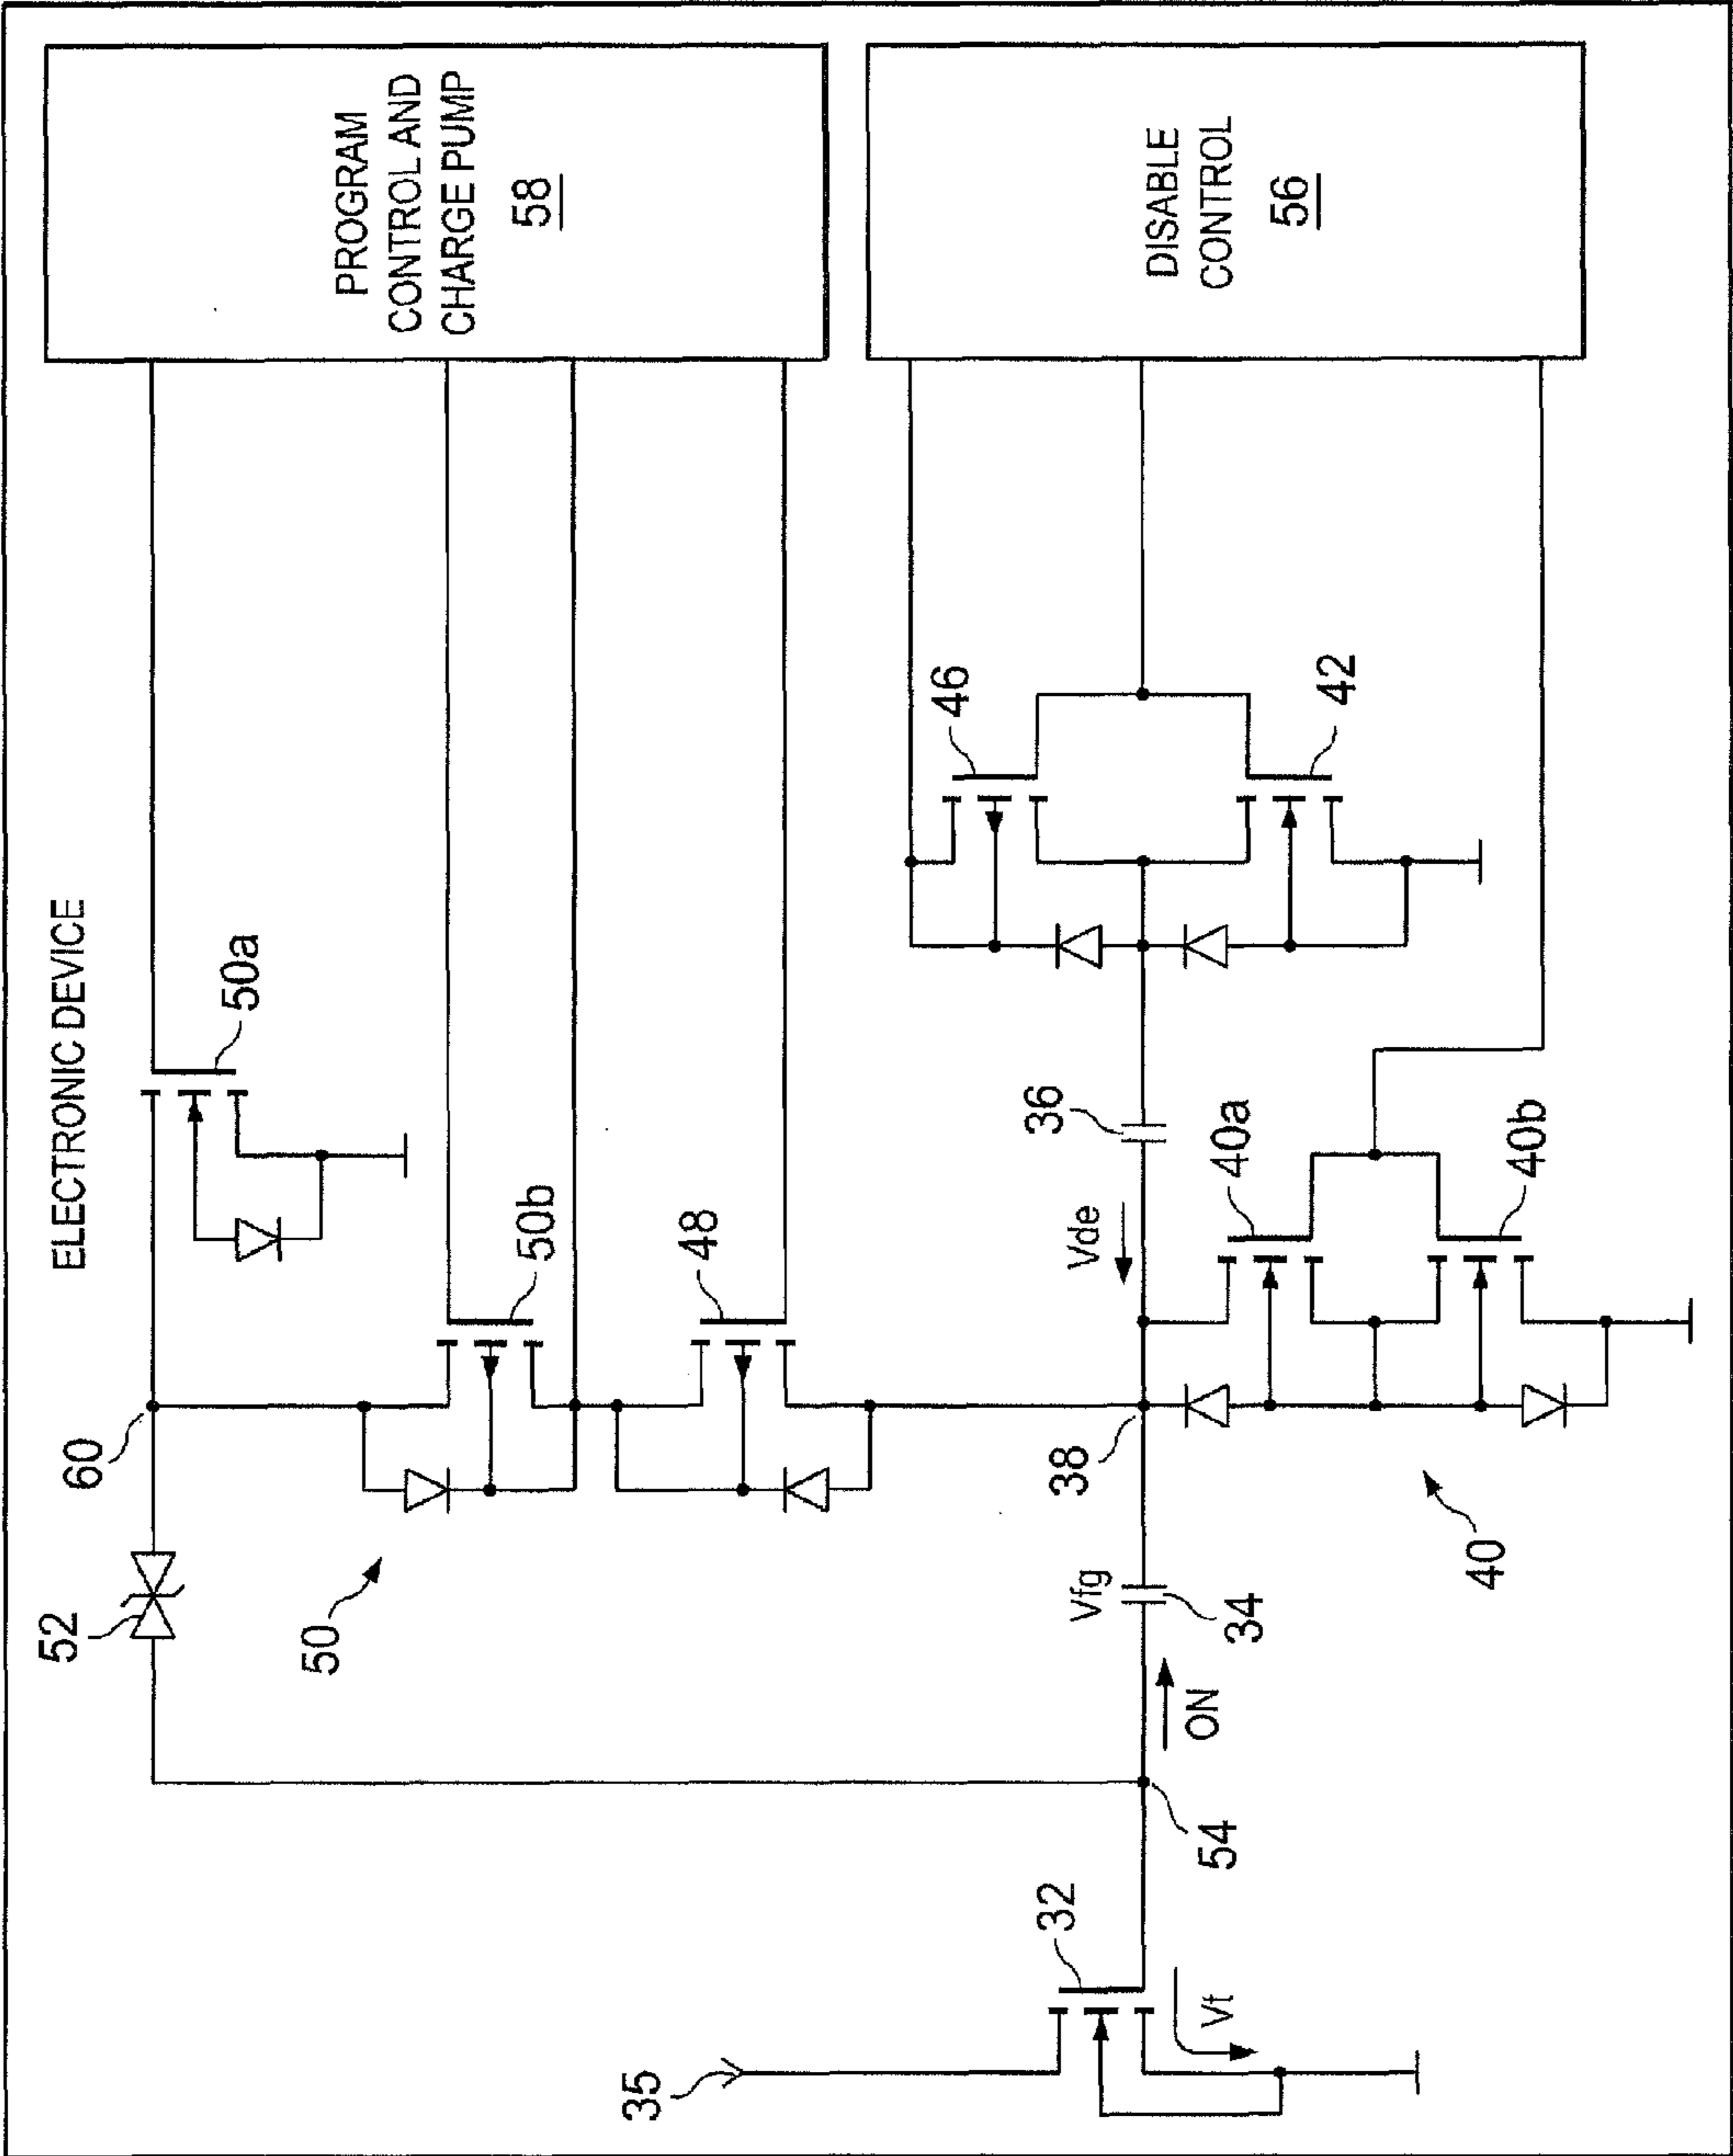 ELECTRONIC DEVICE
PROGRAM
CONTROL AND
CHARGE PUMP
58
DISABLE
CONTROL
56
52
60
50a
50
50b
48
46
42
36
Vde
40a
40b
40
38
Vfg
34
ON
54
32
Vt
35